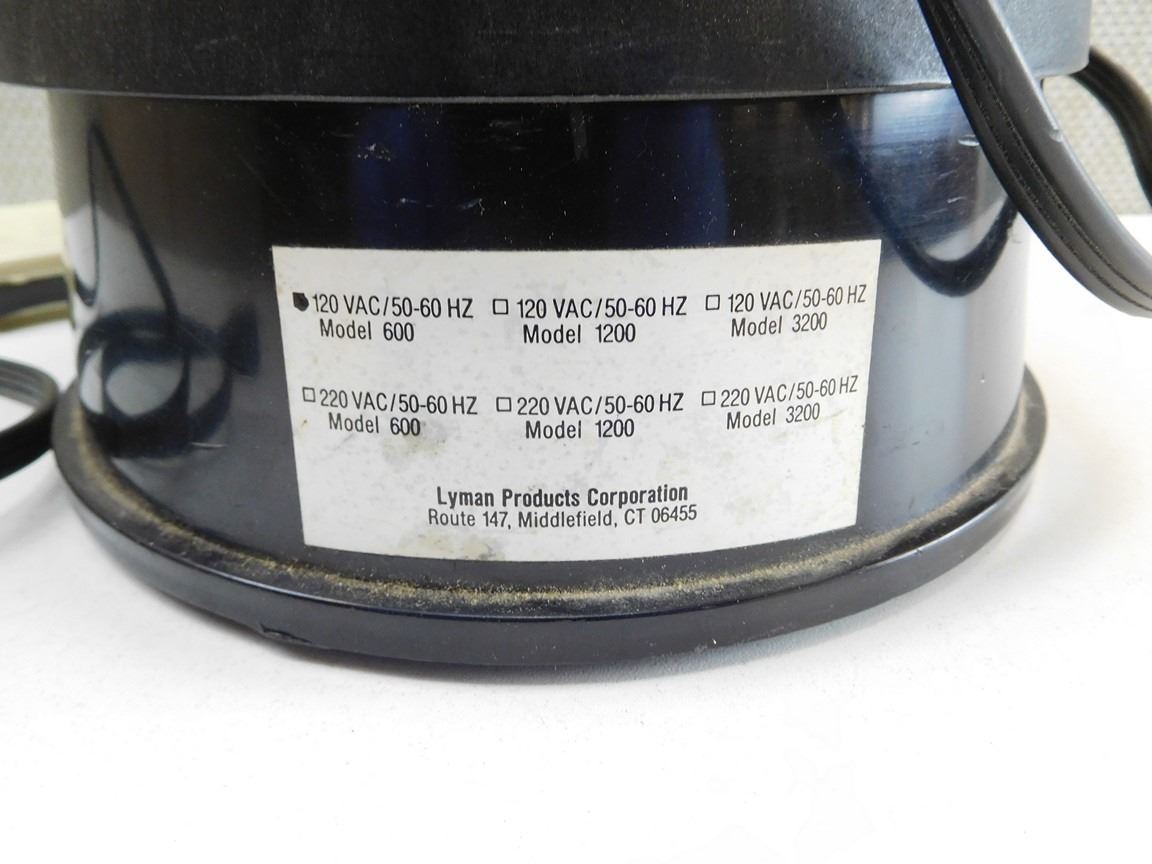 ■120 VAC/50-60 HZ □ 120 VAC/50-60 HZ □ 120 VAC/50-60 HZ
Model 600 Model 1200 Model 3200
□ 220 VAC/50-60 HZ □ 220 VAC/50-60 HZ □ 220 VAC/50-60 HZ
Model 600 Model 1200 Model 3200
Lyman Products Corporation
Route 147, Middlefield, CT 06455